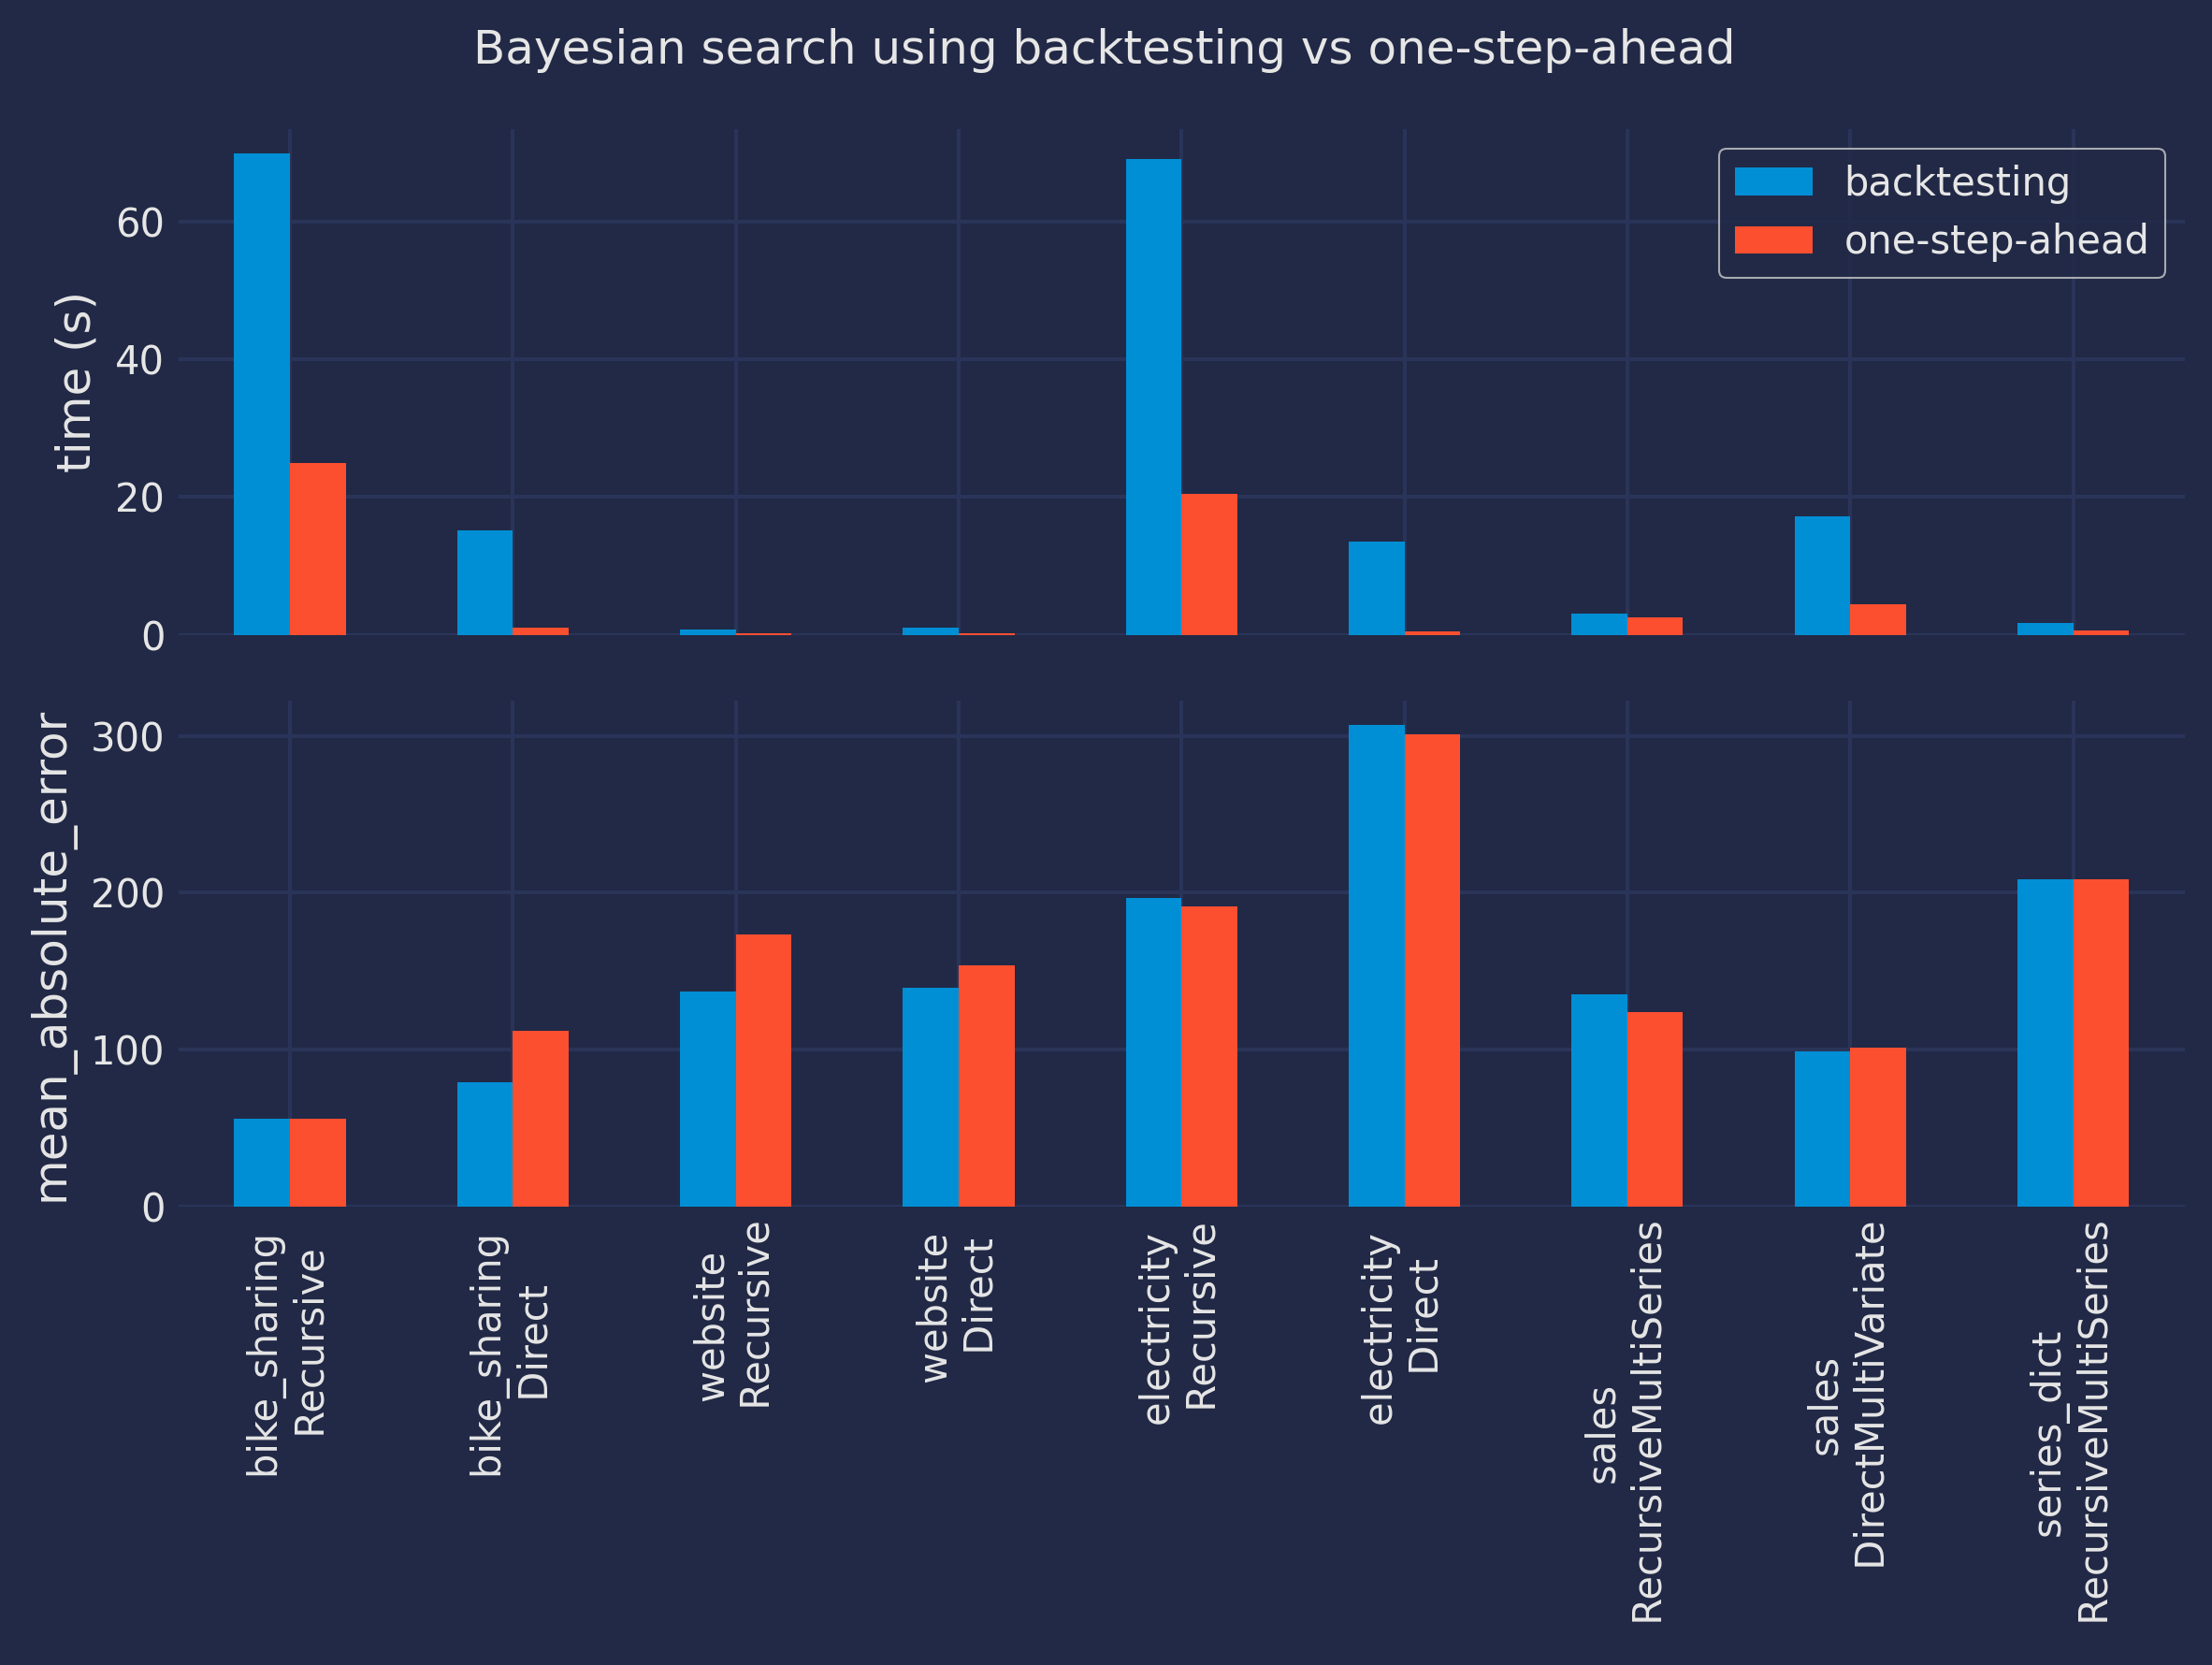 Bayesian search using backtesting vs one-step-ahead
backtesting
one-step-ahead
time (s)
60
40
20
0
mean_absolute_error
300
200
100
0
bike_sharing
Recursive
bike_sharing
Direct
website
Recursive
website
Direct
electricity
Recursive
electricity
Direct
sales
RecursiveMultiSeries
sales
DirectMultiVariate
series_dict
RecursiveMultiSeries